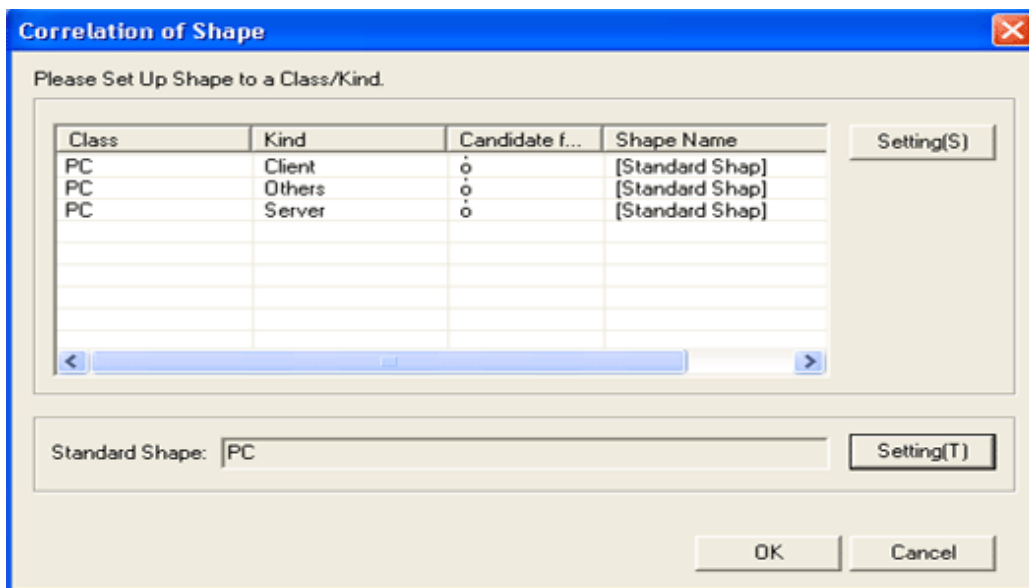 Correlation of Shape
Please Set Up Shape to a Class/Kind.
Class Kind Candidate f... Shape Name Setting(S)
PC Client ȯ [Standard Shap]
PC Others ȯ [Standard Shap]
PC Server ȯ [Standard Shap]
Standard Shape: PC Setting(T)
OK Cancel